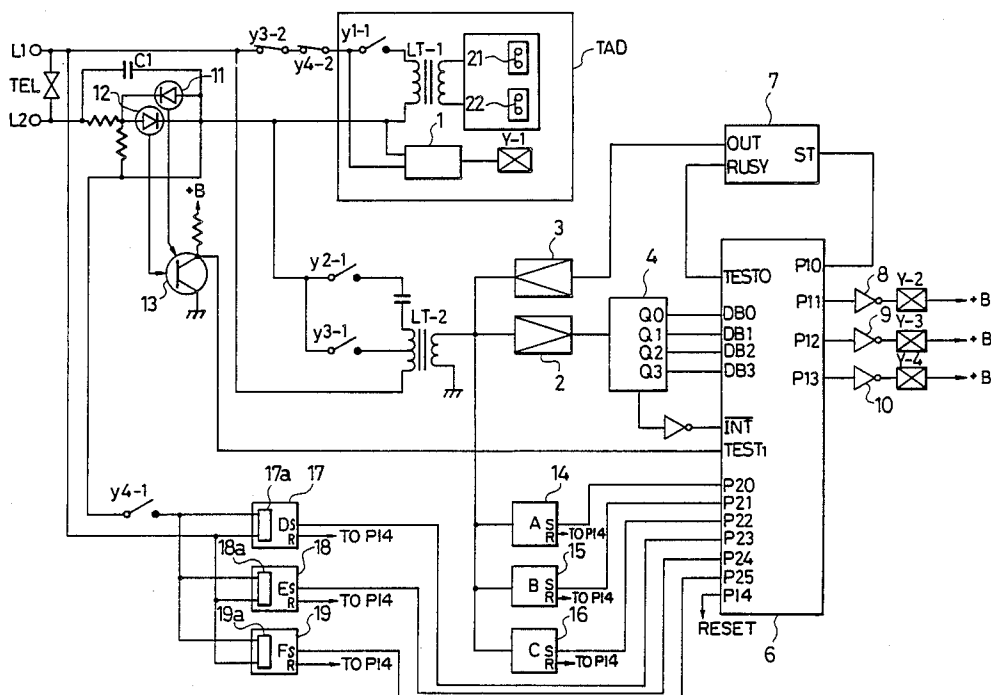 L1
TEL
L2
C1
12
11
+B
13
y3-2
y4-2
y1-1
LT-1
21
22
TAD
1
Y-1
7
OUT
RUSY
ST
y2-1
y3-1
LT-2
3
2
4
Q0
Q1
Q2
Q3
TEST0
DB0
DB1
DB2
DB3
INT
TEST1
P20
P21
P22
P23
P24
P25
P14
RESET
6
P10
P11
P12
P13
8
Y-2
+B
9
Y-3
+B
10
Y-4
+B
y4-1
17a
17
D S
R
TO P14
18a
18
E S
R
TO P14
19a
19
F S
R
TO P14
14
A S
R
TO P14
15
B S
R
TO P14
16
C S
R
TO P14